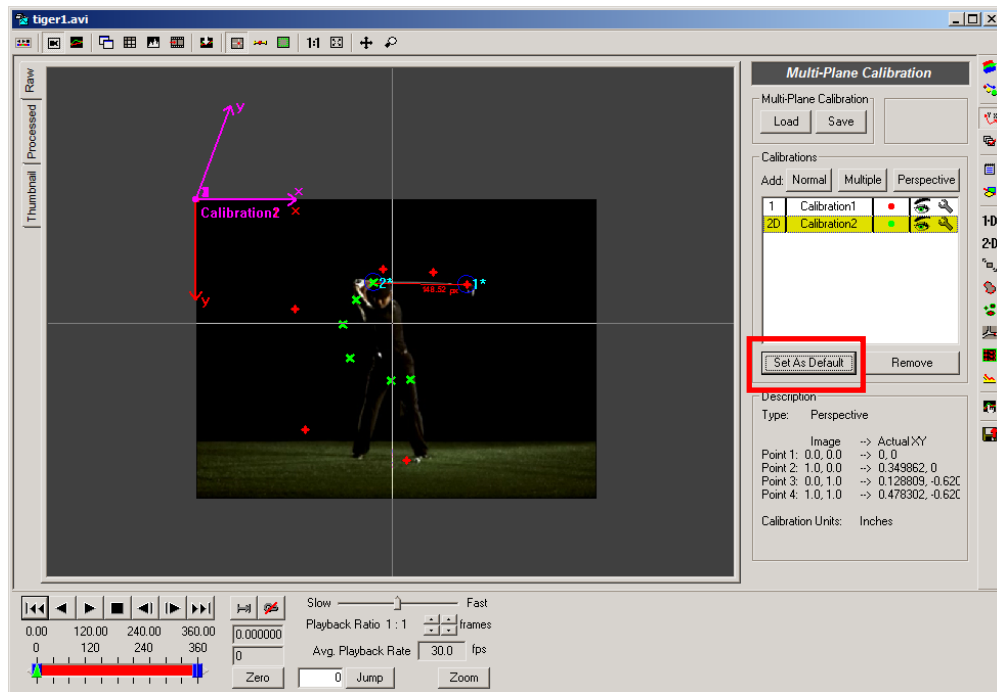 tiger1.avi
1:1
Raw
Processed
Thumbnail
y
x
Calibration2
x
y
2*
1*
148.52 px
Multi-Plane Calibration
Multi-Plane Calibration
Load Save
Calibrations
Add: Normal Multiple Perspective
1 Calibration1
2D Calibration2
Set As Default Remove
Description
Type: Perspective
Image --> Actual XY
Point 1: 0.0, 0.0 --> 0, 0
Point 2: 1.0, 0.0 --> 0.349862, 0
Point 3: 0.0, 1.0 --> 0.128809, -0.620
Point 4: 1.0, 1.0 --> 0.478302, -0.620
Calibration Units: Inches
1-D
2-D
Slow Fast
Playback Ratio 1 : 1 frames
Avg. Playback Rate 30.0 fps
0.00 120.00 240.00 360.00
0 120 240 360
0.000000
0
Zero
0 Jump Zoom